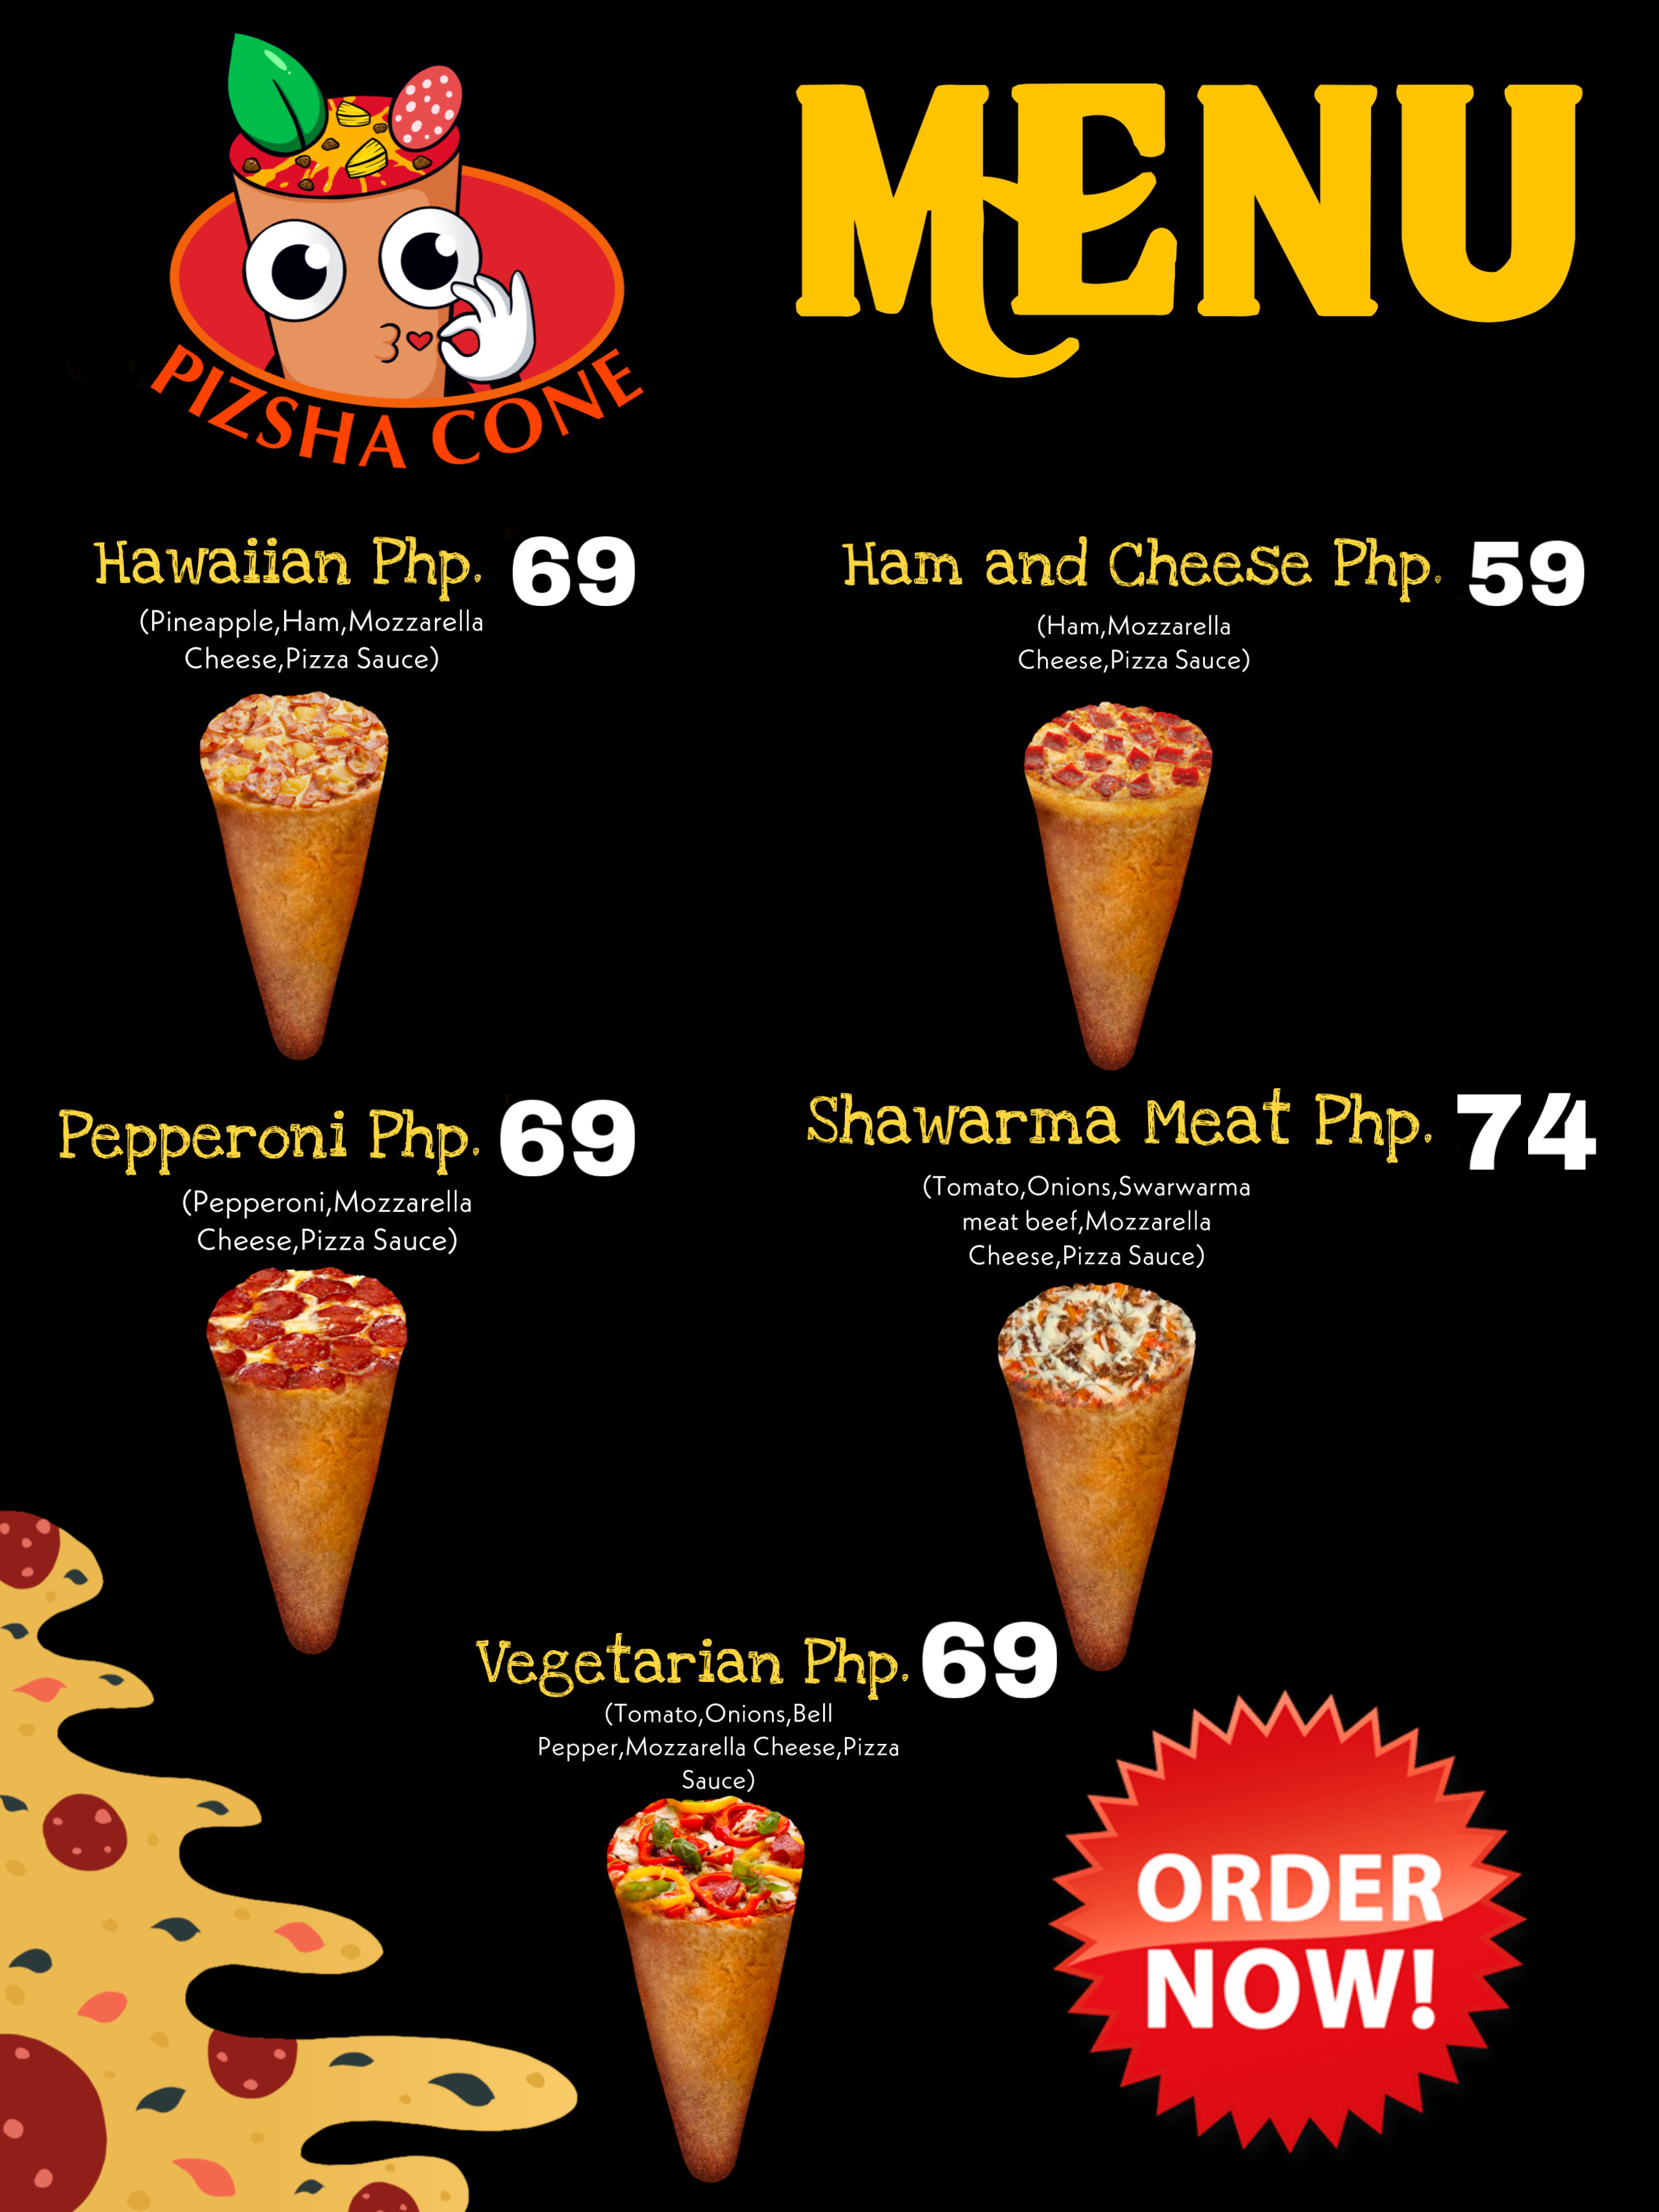 PIZSHA CONE
MENU
Hawaiian Php. 69
(Pineapple,Ham,Mozzarella
Cheese,Pizza Sauce)
Ham and Cheese Php. 59
(Ham,Mozzarella
Cheese,Pizza Sauce)
Pepperoni Php. 69
(Pepperoni,Mozzarella
Cheese,Pizza Sauce)
Shawarma Meat Php. 74
(Tomato,Onions,Swarwarma
meat beef,Mozzarella
Cheese,Pizza Sauce)
Vegetarian Php. 69
(Tomato,Onions,Bell
Pepper,Mozzarella Cheese,Pizza
Sauce)
ORDER
NOW!